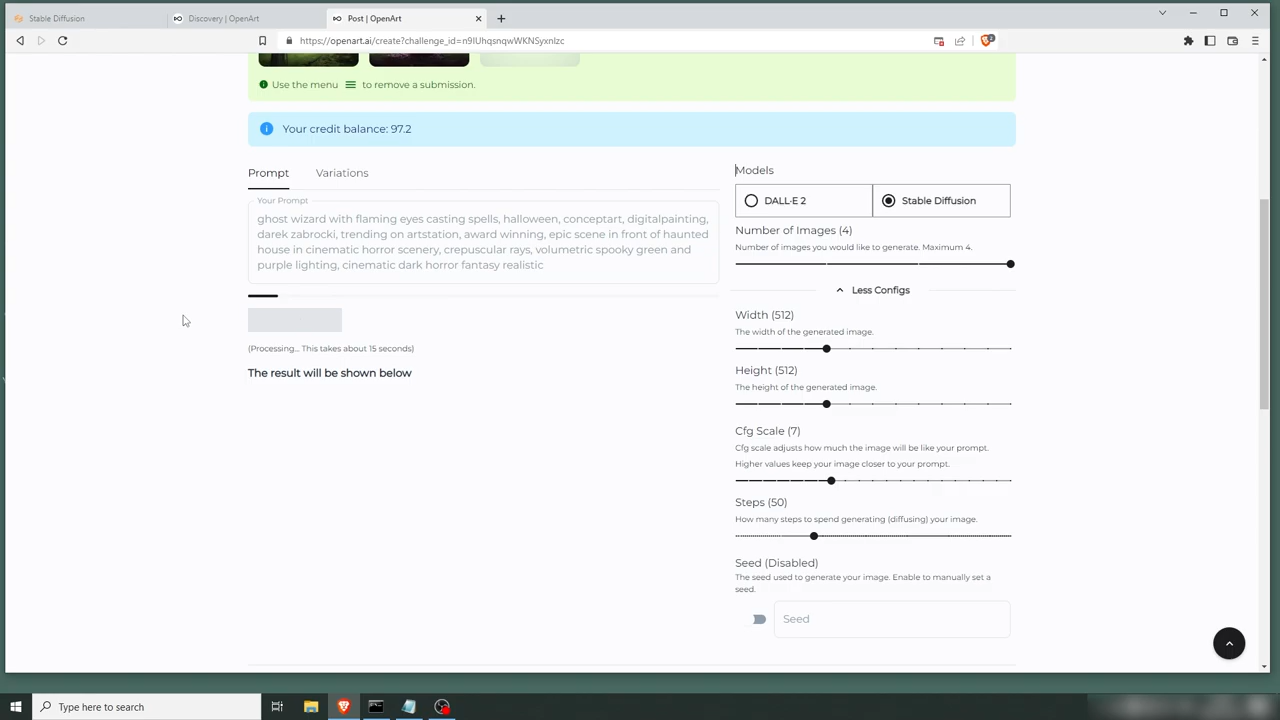 Stable Diffusion
Discovery | OpenArt
Post | OpenArt
https://openart.ai/create?challenge_id=n9IUhqsnqwWKNSyxnlzc
2
Use the menu to remove a submission.
Your credit balance: 97.2
Prompt
Variations
Your Prompt
ghost wizard with flaming eyes casting spells, halloween, conceptart, digitalpainting,
darek zabrocki, trending on artstation, award winning, epic scene in front of haunted
house in cinematic horror scenery, crepuscular rays, volumetric spooky green and
purple lighting, cinematic dark horror fantasy realistic
(Processing... This takes about 15 seconds)
The result will be shown below
Models
DALL·E 2
Stable Diffusion
Number of Images (4)
Number of images you would like to generate. Maximum 4.
Less Configs
Width (512)
The width of the generated image.
Height (512)
The height of the generated image.
Cfg Scale (7)
Cfg scale adjusts how much the image will be like your prompt.
Higher values keep your image closer to your prompt.
Steps (50)
How many steps to spend generating (diffusing) your image.
Seed (Disabled)
The seed used to generate your image. Enable to manually set a
seed.
Seed
Type here to search